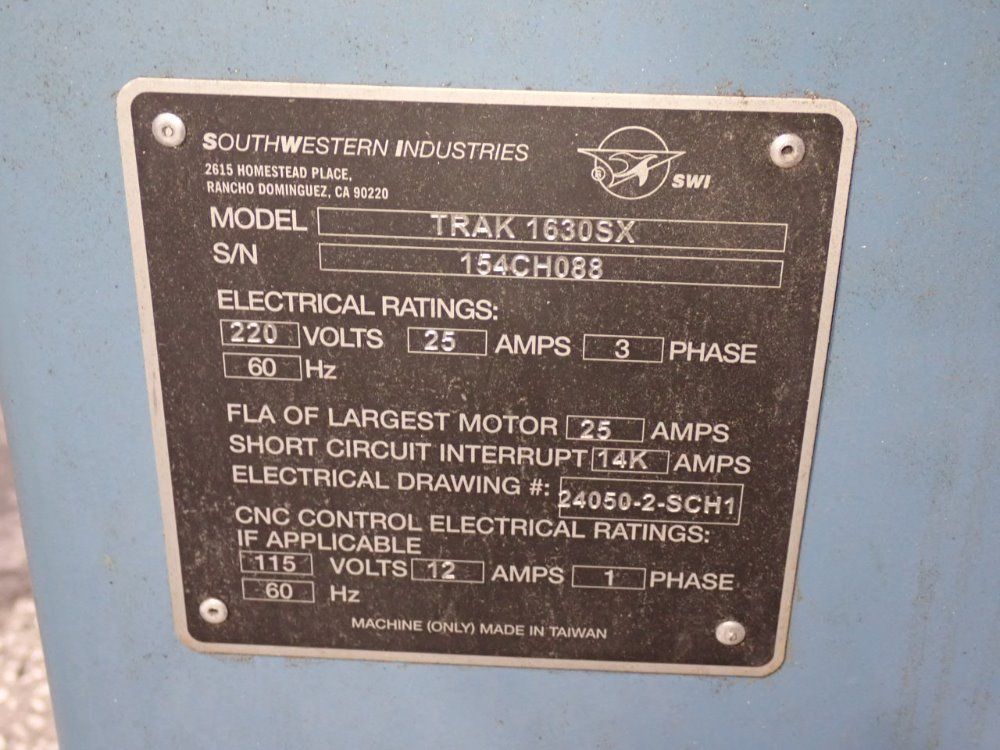 SOUTHWESTERN INDUSTRIES
2615 HOMESTEAD PLACE,
RANCHO DOMINGUEZ, CA 90220
® SWI
MODEL TRAK 1630SX
S/N 154CH088
ELECTRICAL RATINGS:
220 VOLTS 25 AMPS 3 PHASE
60 Hz
FLA OF LARGEST MOTOR 25 AMPS
SHORT CIRCUIT INTERRUPT 14K AMPS
ELECTRICAL DRAWING #: 24050-2-SCH1
CNC CONTROL ELECTRICAL RATINGS:
IF APPLICABLE
115 VOLTS 12 AMPS 1 PHASE
60 Hz
MACHINE (ONLY) MADE IN TAIWAN